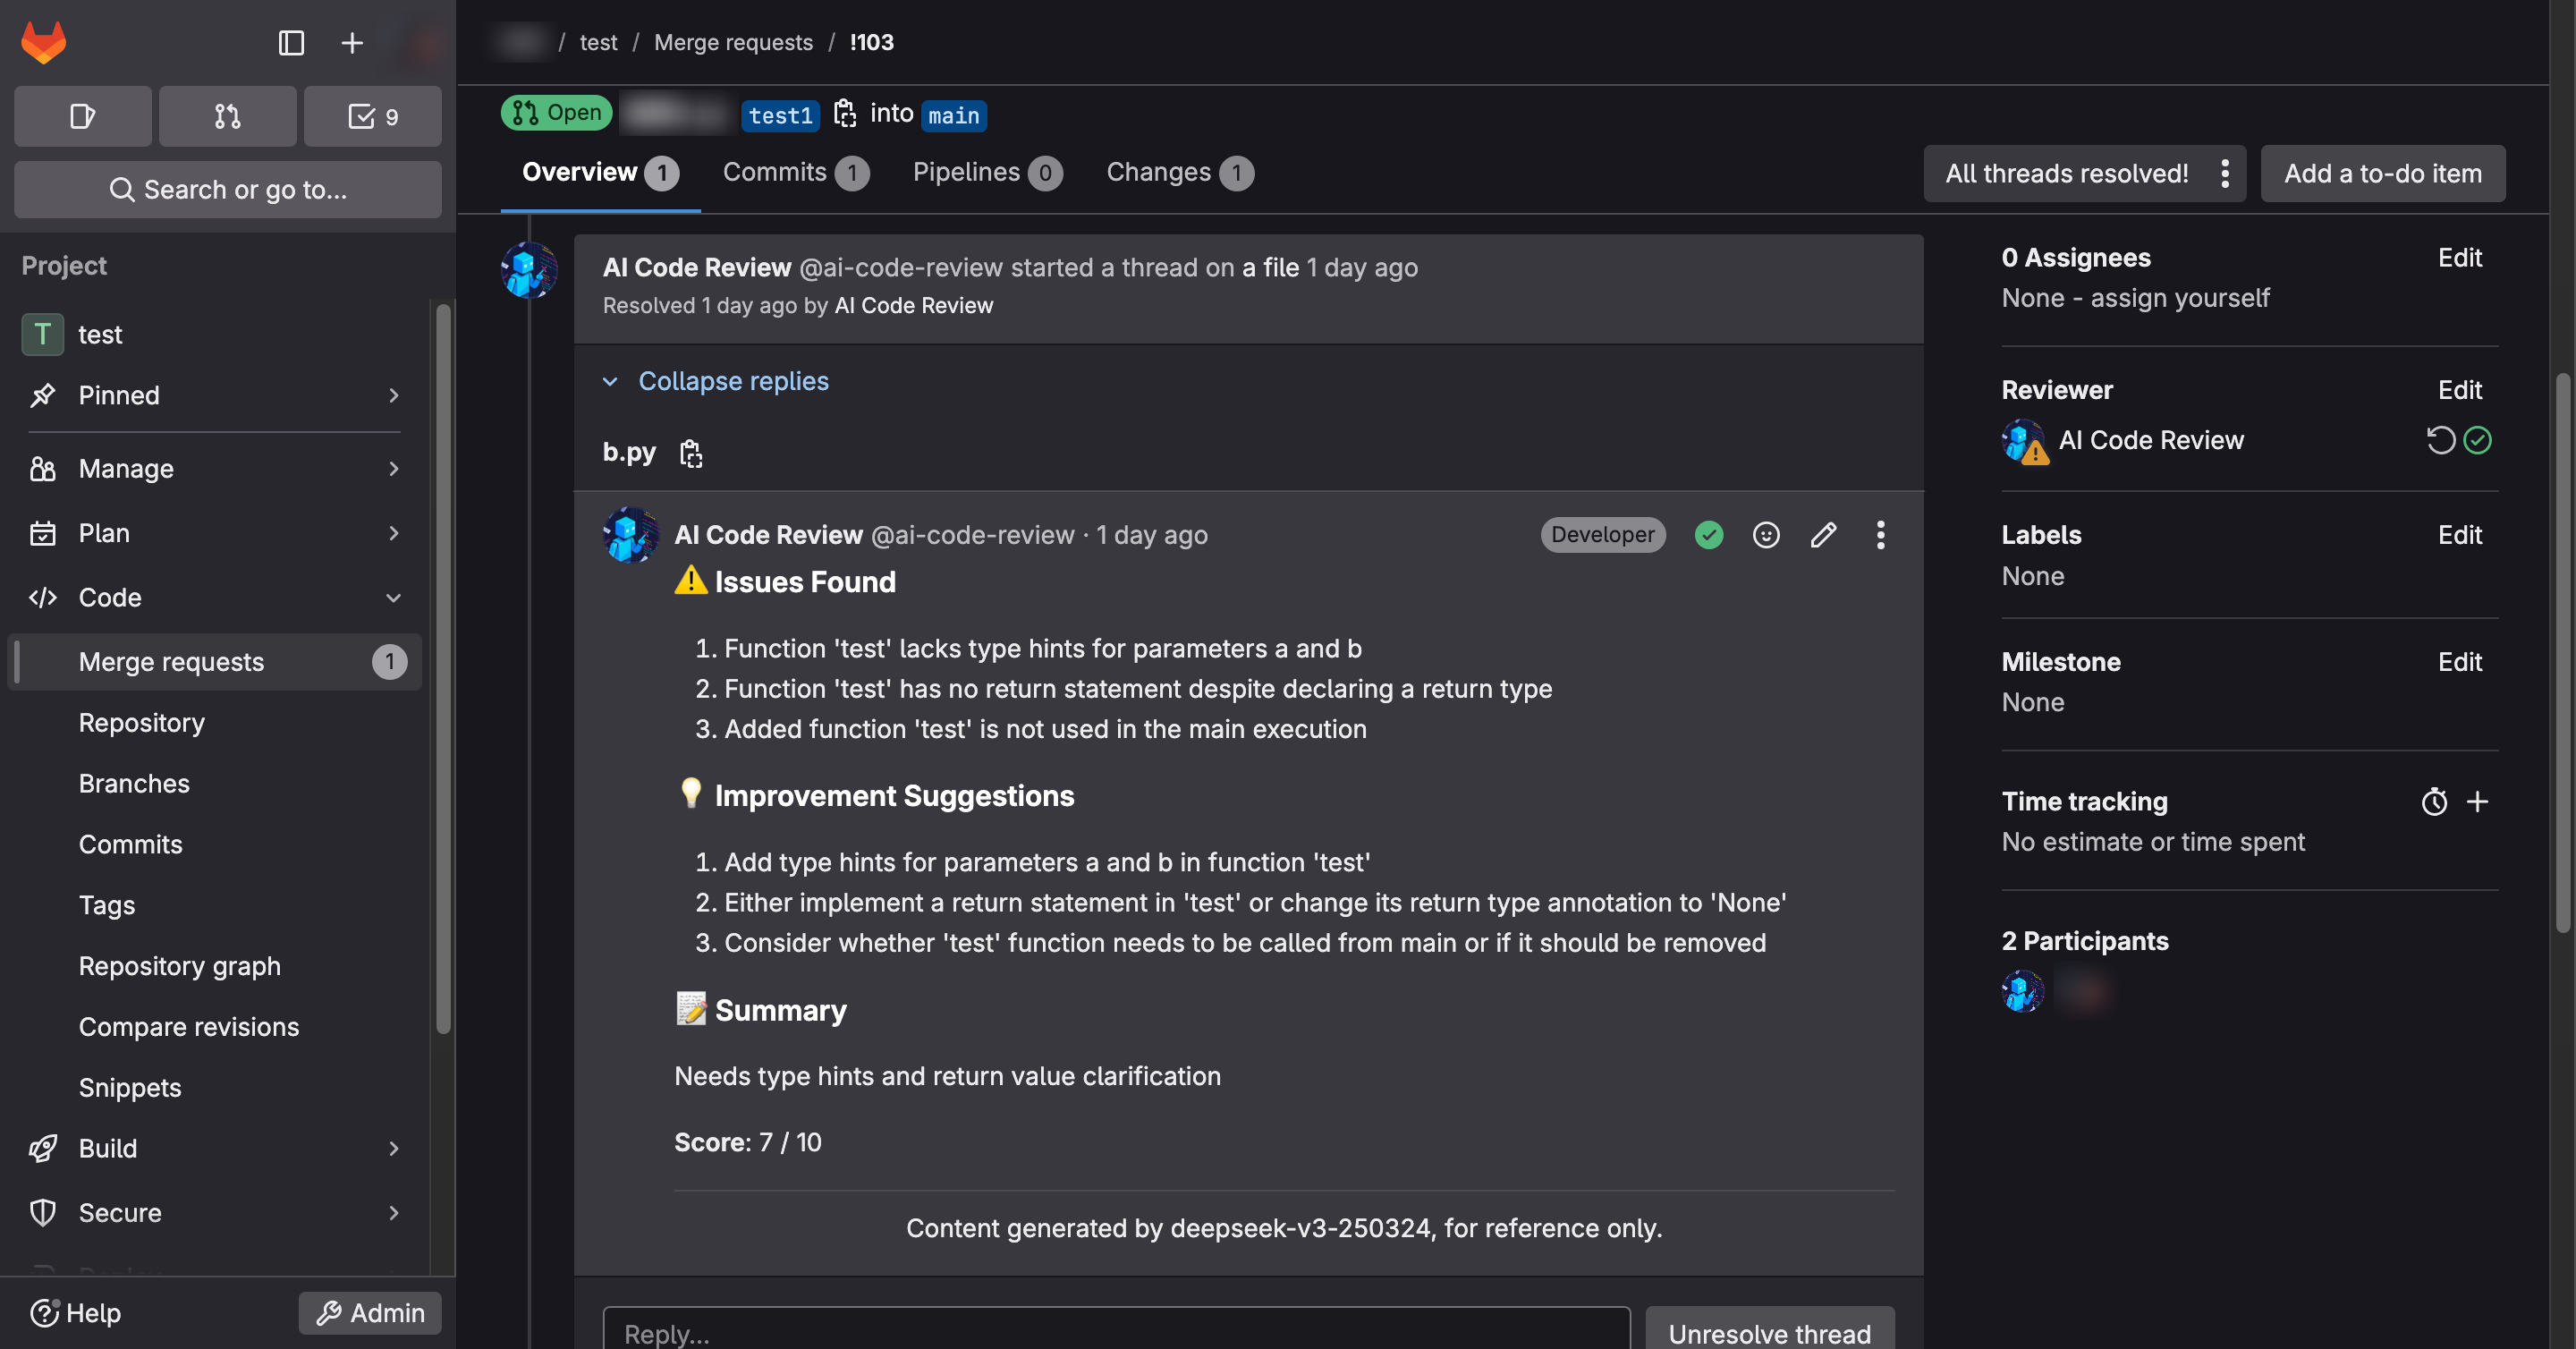 / test / Merge requests / !103
9
Search or go to...
Project
T test
Pinned
Manage
Plan
Code
Merge requests 1
Repository
Branches
Commits
Tags
Repository graph
Compare revisions
Snippets
Build
Secure
Help
Admin
Open test1 into main
Overview 1 Commits 1 Pipelines 0 Changes 1
All threads resolved! Add a to-do item
AI Code Review @ai-code-review started a thread on a file 1 day ago
Resolved 1 day ago by AI Code Review
Collapse replies
b.py
AI Code Review @ai-code-review · 1 day ago Developer
⚠️ Issues Found
1. Function 'test' lacks type hints for parameters a and b
2. Function 'test' has no return statement despite declaring a return type
3. Added function 'test' is not used in the main execution
💡 Improvement Suggestions
1. Add type hints for parameters a and b in function 'test'
2. Either implement a return statement in 'test' or change its return type annotation to 'None'
3. Consider whether 'test' function needs to be called from main or if it should be removed
📝 Summary
Needs type hints and return value clarification
Score: 7 / 10
Content generated by deepseek-v3-250324, for reference only.
Reply...
Unresolve thread
0 Assignees Edit
None - assign yourself
Reviewer Edit
AI Code Review
Labels Edit
None
Milestone Edit
None
Time tracking
No estimate or time spent
2 Participants